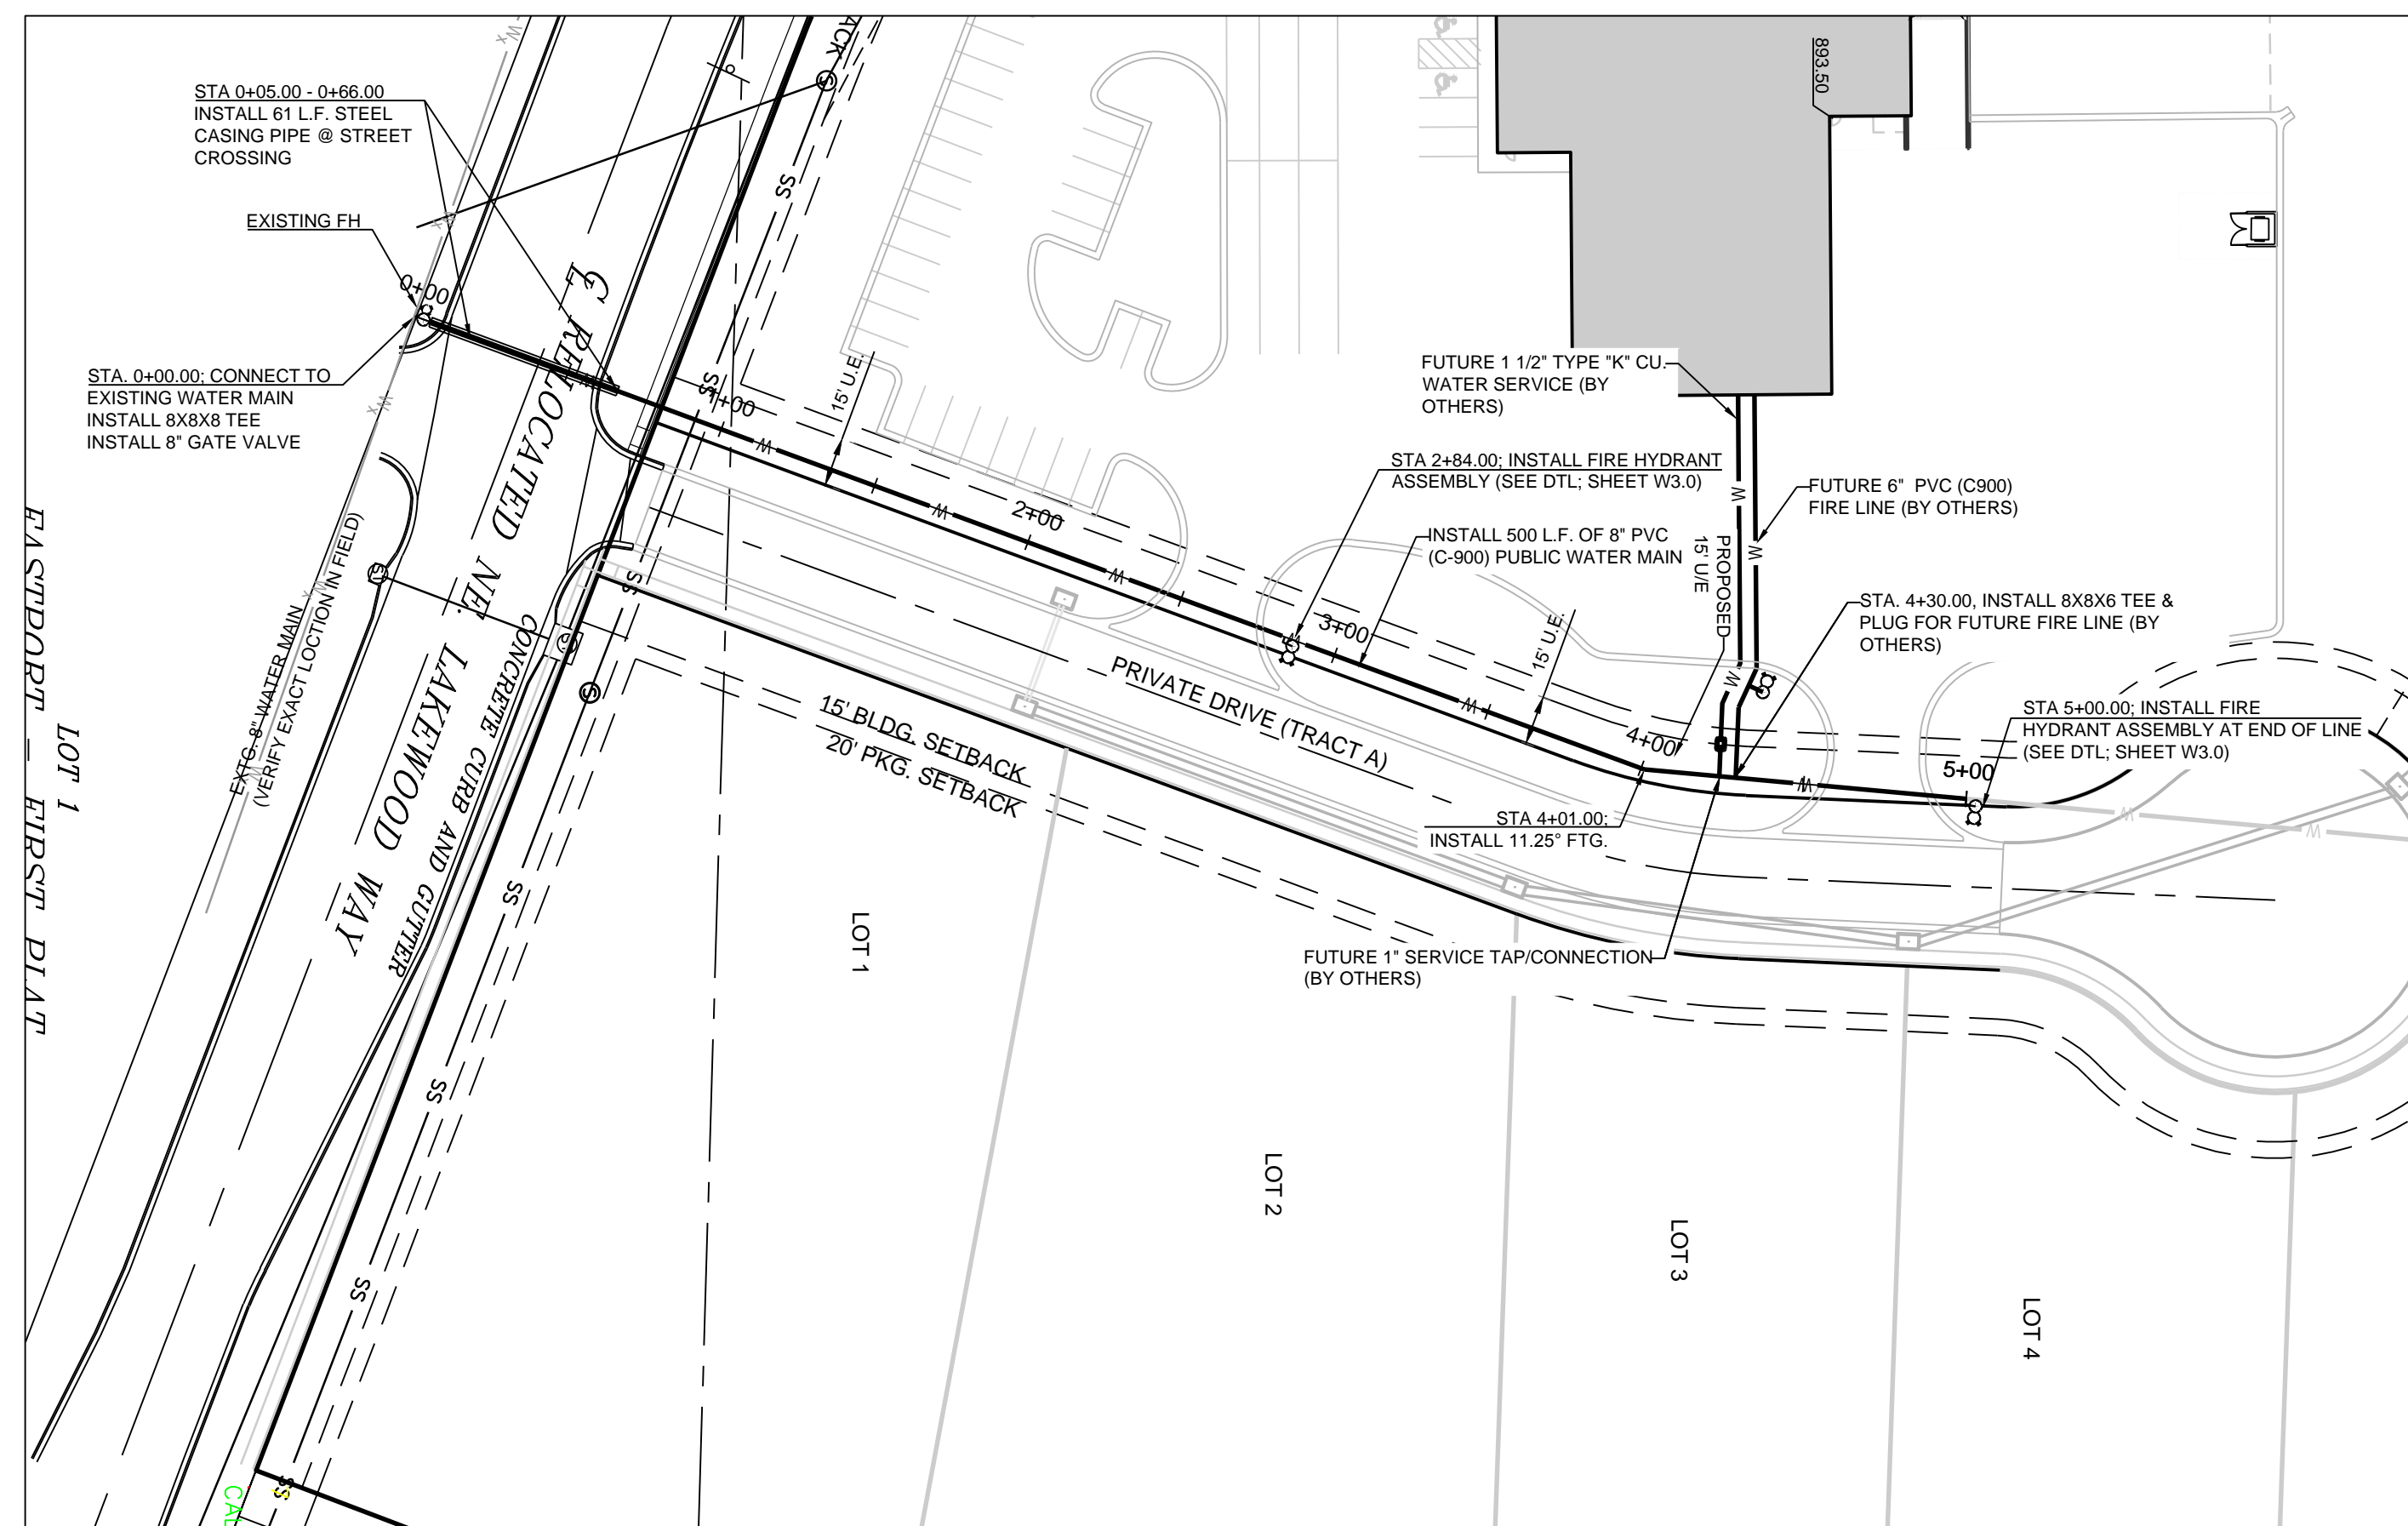 STA 0+05.00 - 0+66.00
INSTALL 61 L.F. STEEL
CASING PIPE @ STREET
CROSSING
EXISTING FH
0+00
STA. 0+00.00; CONNECT TO
EXISTING WATER MAIN
INSTALL 8X8X8 TEE
INSTALL 8" GATE VALVE
EASTPORT – FIRST PLAT
LOT 1
EXTG. 8" WATER MAIN
(VERIFY EXACT LOCTION IN FIELD)
RELOCATED NE. LAKEWOOD WAY
CONCRETE CURB AND GUTTER
ACK
SS
SS
SS
SS
SS
SS
SS
1+00
15' U.E.
2+00
893.50
FUTURE 1 1/2" TYPE "K" CU.
WATER SERVICE (BY
OTHERS)
STA 2+84.00; INSTALL FIRE HYDRANT
ASSEMBLY (SEE DTL; SHEET W3.0)
INSTALL 500 L.F. OF 8" PVC
(C-900) PUBLIC WATER MAIN
FUTURE 6" PVC (C900)
FIRE LINE (BY OTHERS)
PROPOSED
15' U/E
STA. 4+30.00, INSTALL 8X8X6 TEE &
PLUG FOR FUTURE FIRE LINE (BY
OTHERS)
3+00
15' U.E.
4+00
5+00
STA 5+00.00; INSTALL FIRE
HYDRANT ASSEMBLY AT END OF LINE
(SEE DTL; SHEET W3.0)
PRIVATE DRIVE (TRACT A)
15' BLDG. SETBACK
20' PKG. SETBACK
STA 4+01.00;
INSTALL 11.25° FTG.
FUTURE 1" SERVICE TAP/CONNECTION
(BY OTHERS)
LOT 1
LOT 2
LOT 3
LOT 4